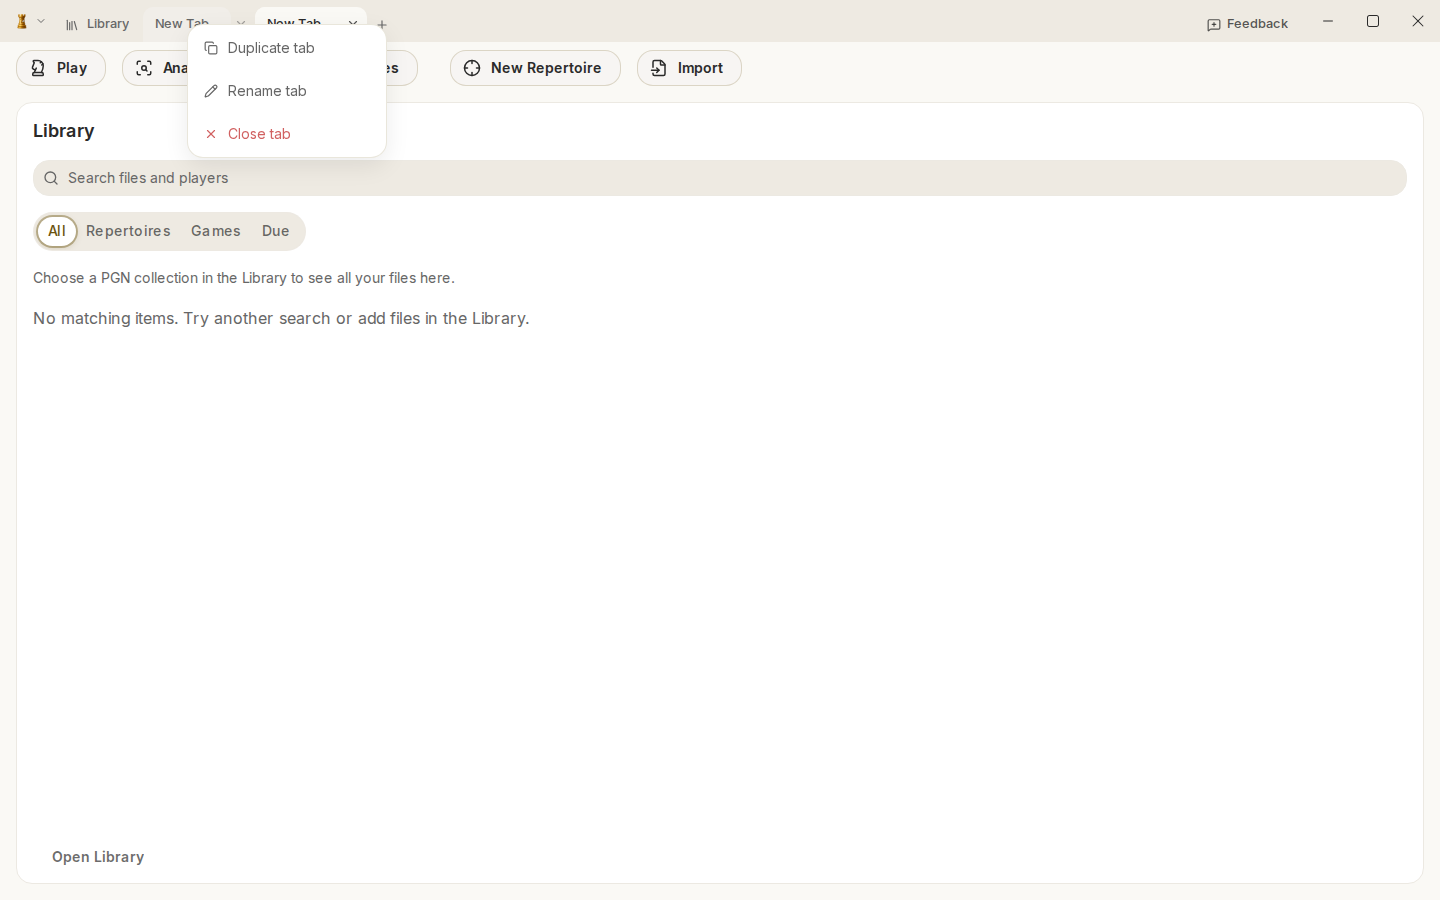 Library
New Tab
New Tab
Feedback
Duplicate tab
Rename tab
Close tab
Play
Ana
es
New Repertoire
Import
Library
Search files and players
All
Repertoires
Games
Due
Choose a PGN collection in the Library to see all your files here.
No matching items. Try another search or add files in the Library.
Open Library